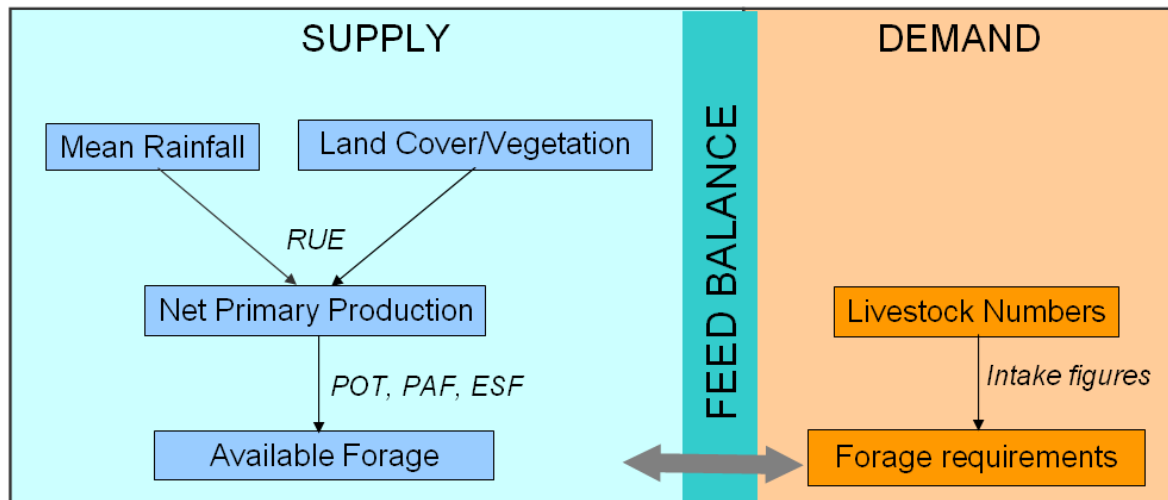 SUPPLY
DEMAND
Mean Rainfall
Land Cover/Vegetation
RUE
Net Primary Production
POT, PAF, ESF
Available Forage
FEED BALANCE
Livestock Numbers
Intake figures
Forage requirements